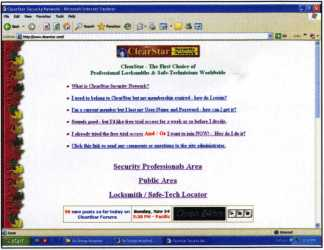 ClearStar Security Network - Microsoft Internet Explorer
File Edit View Favorites Tools Help
Back Search Favorites
http://www.clearstar.com/
ClearStar Security Network
ClearStar - The First Choice of
Professional Locksmiths & Safe-Technicians Worldwide
What is ClearStar Security Network?
I need to belong to ClearStar but my membership expired - how do I renew?
I'm a current member but I lost my User Name and Password - how can I get it?
Sounds good - but I'd like free trial access for a week or so before I decide.
I already tried the free trial access And / Or I want to join NOW! - How do I do it?
Click this link to send any comments or questions to the site administrator.
Security Professionals Area
Public Area
Locksmith / Safe-Tech Locator
new posts so far today on
ClearStar Forums
Sunday, Nov 24
PM - Pacific
Internet
start